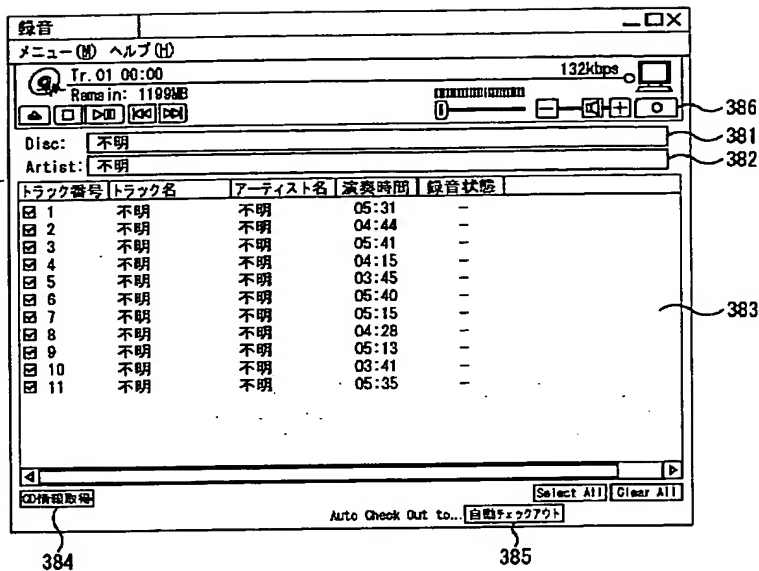 録音
メニュー(M) ヘルプ(H)
Tr.01 00:00 132kbps
Remain: 1199MB
386
Disc: 不明 381
Artist: 不明 382
トラック番号 トラック名 アーティスト名 演奏時間 録音状態
1 不明 不明 05:31 −
2 不明 不明 04:44 −
3 不明 不明 05:41 −
4 不明 不明 04:15 −
5 不明 不明 03:45 −
6 不明 不明 05:40 −
7 不明 不明 05:15 −
8 不明 不明 04:28 −
9 不明 不明 05:13 −
10 不明 不明 03:41 −
11 不明 不明 05:35 −
383
CD情報取得 Select All Clear All
Auto Check Out to... 自動チェックアウト
384 385